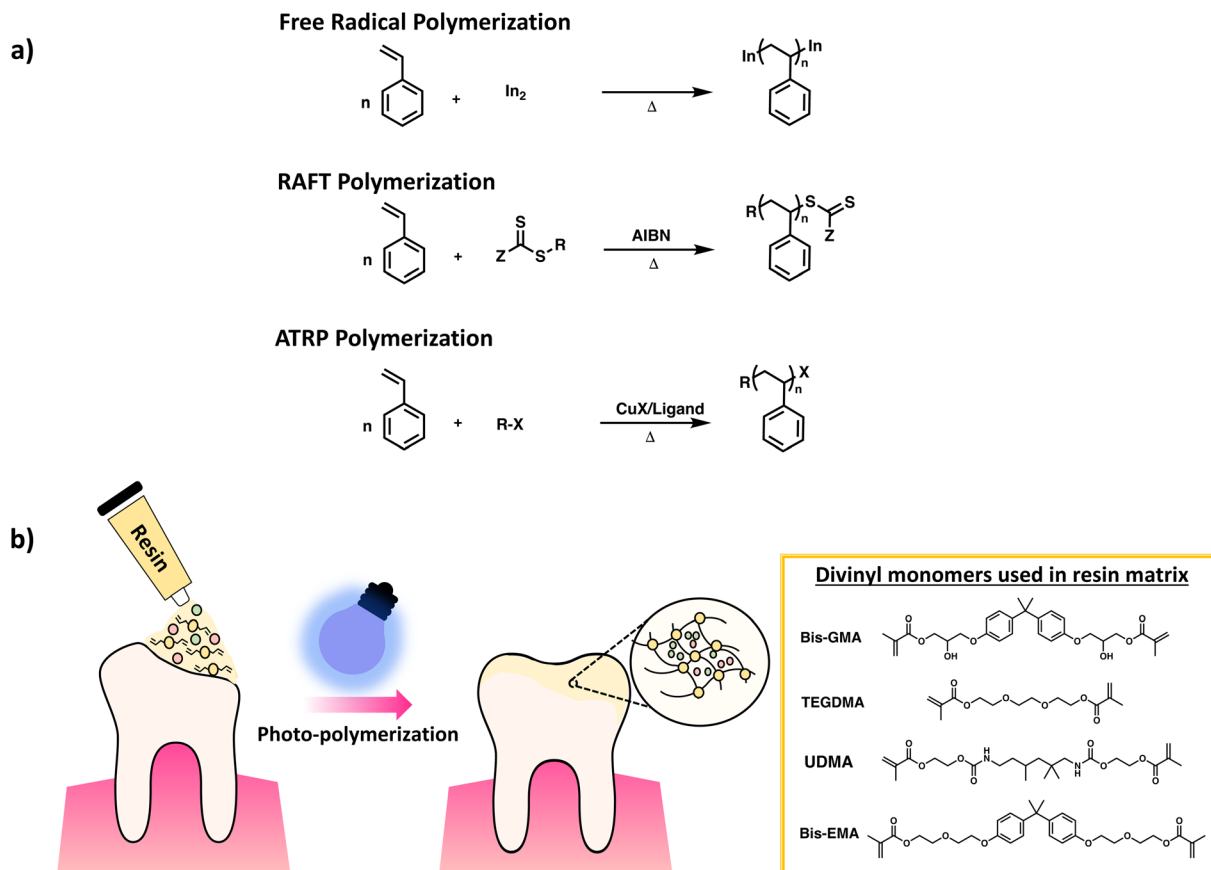 a)
Free Radical Polymerization
n
+
In₂
Δ
In
In
n
RAFT Polymerization
n
+
S
Z
S
R
AIBN
Δ
R
n
S
S
Z
ATRP Polymerization
n
+
R-X
CuX/Ligand
Δ
R
n
X
b)
Resin
Photo-polymerization
Divinyl monomers used in resin matrix
Bis-GMA
O
O
OH
O
O
OH
O
O
TEGDMA
O
O
O
O
O
O
UDMA
O
O
O
O
H
N
N
H
O
O
O
O
Bis-EMA
O
O
O
O
O
O
O
O